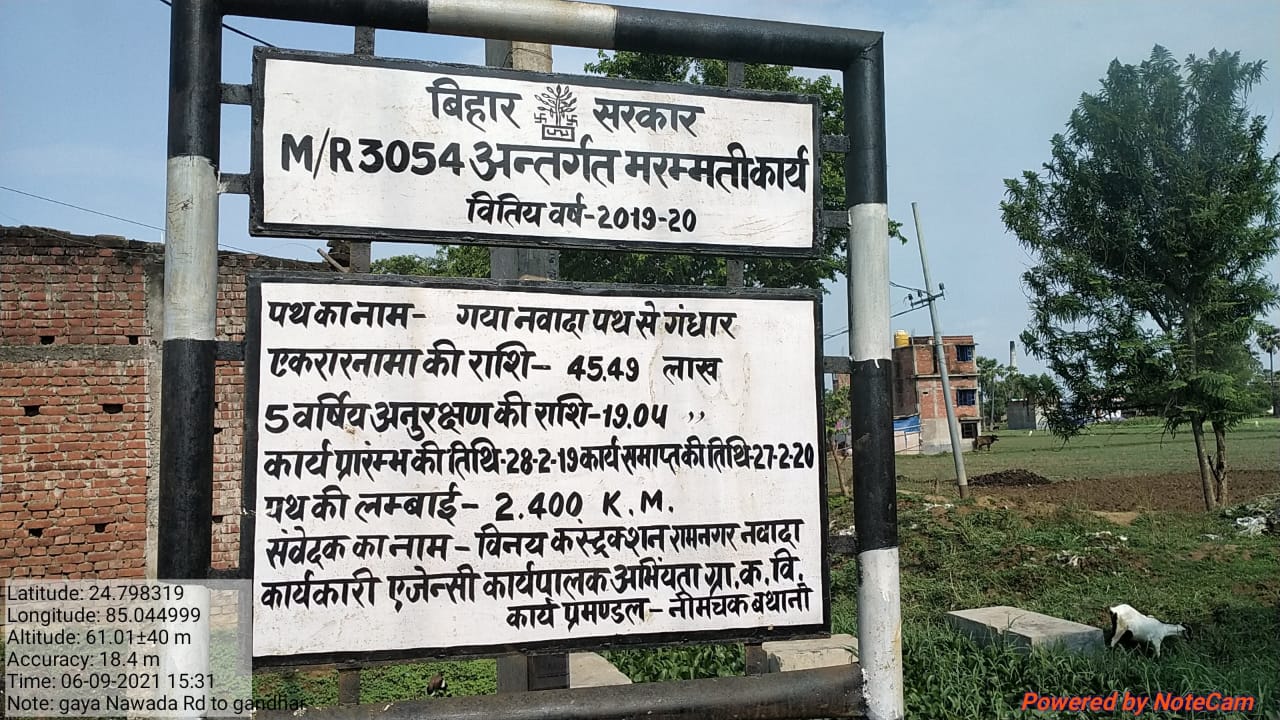 बिहार सरकार
M/R 3054 अन्तर्गत मरम्मती कार्य
वितिय वर्ष-2019-20
पथ का नाम- गया नवादा पथ से गंधार
एकरारनामा की राशि- 45.49 लाख
5 वर्षिय अनुरक्षण की राशि-19.04 ,,
कार्य प्रारंम्भ की तिथि-28-2-19 कार्य समाप्त की तिथि-27-2-20
पथ की लम्बाई- 2.400 K.M.
संवेदक का नाम- विनय कंस्ट्रक्शन रामनगर नवादा
कार्यकारी एजेन्सी कार्यपालक अभियंता ग्रा.क.वि.
कार्य प्रमण्डल- नीमचक बथानी
Latitude: 24.798319
Longitude: 85.044999
Altitude: 61.01±40 m
Accuracy: 18.4 m
Time: 06-09-2021 15:31
Note: gaya Nawada Rd to gandhar
Powered by NoteCam